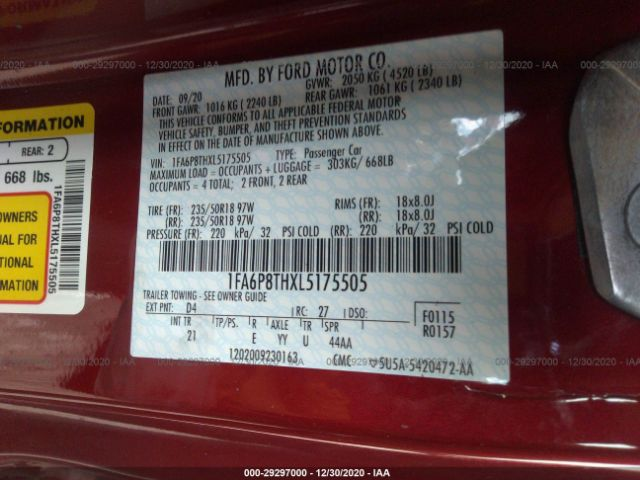 000-29297000 - 12/30/2020 - IAA
FORMATION
REAR: 2
668 lbs.
OWNERS
UAL FOR
TIONAL
MATION
1FA6P8THXL5175505
MFD. BY FORD MOTOR CO.
DATE: 09/20 GVWR: 2050 KG (4520 LB)
FRONT GAWR: 1016 KG (2240 LB) REAR GAWR: 1061 KG (2340 LB)
THIS VEHICLE CONFORMS TO ALL APPLICABLE FEDERAL MOTOR
VEHICLE SAFETY, BUMPER, AND THEFT PREVENTION STANDARDS
IN EFFECT ON THE DATE OF MANUFACTURE SHOWN ABOVE.
VIN: 1FA6P8THXL5175505 TYPE: Passenger Car
MAXIMUM LOAD = OCCUPANTS + LUGGAGE = 303KG/ 668LB
OCCUPANTS = 4 TOTAL; 2 FRONT, 2 REAR
TIRE (FR): 235/50R18 97W RIMS (FR): 18x8.0J
(RR): 235/50R18 97W (RR): 18x8.0J
PRESSURE (FR): 220 kPa/ 32 PSI COLD (RR): 220 kPa/ 32 PSI COLD
1FA6P8THXL5175505
TRAILER TOWING - SEE OWNER GUIDE
EXT PNT: D4 RC: 27 DSO: F0115
INT TR TP/PS. R AXLE TR SPR R0157
21 E YY U 44AA
1202009230163 CMC 5U5A-5420472-AA
000-29297000 - 12/30/2020 - IAA